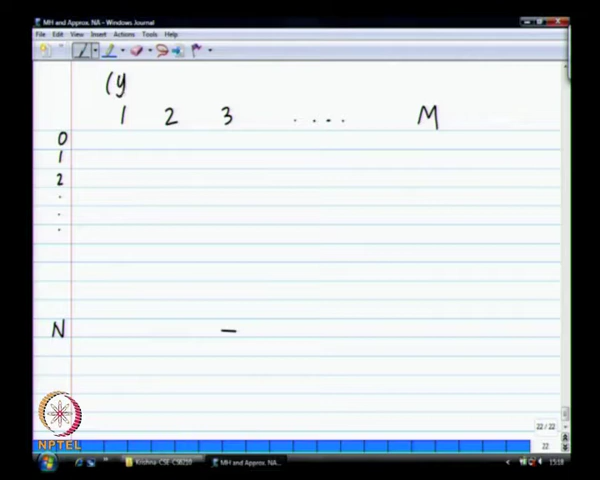 MH and Approx. NA - Windows Journal
File Edit View Insert Actions Tools Help
(y
1 2 3 .... M
0
1
2
.
.
.
N —
NPTEL
22 / 22
22
Krishna-CSE-CS8210
MH and Approx. NA...
15:18